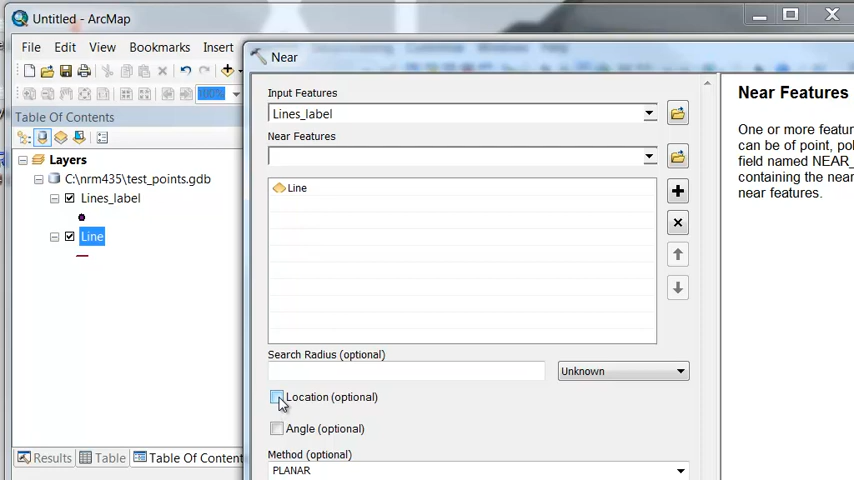 Untitled - ArcMap
File Edit View Bookmarks Insert
100%
Table Of Contents
Layers
C:\nrm435\test_points.gdb
Lines_label
Line
Results Table Table Of Content
Near
Input Features
Lines_label
Near Features
Line
Search Radius (optional)
Unknown
Location (optional)
Angle (optional)
Method (optional)
PLANAR
Near Features
One or more featur
can be of point, pol
field named NEAR_
containing the near
near features.